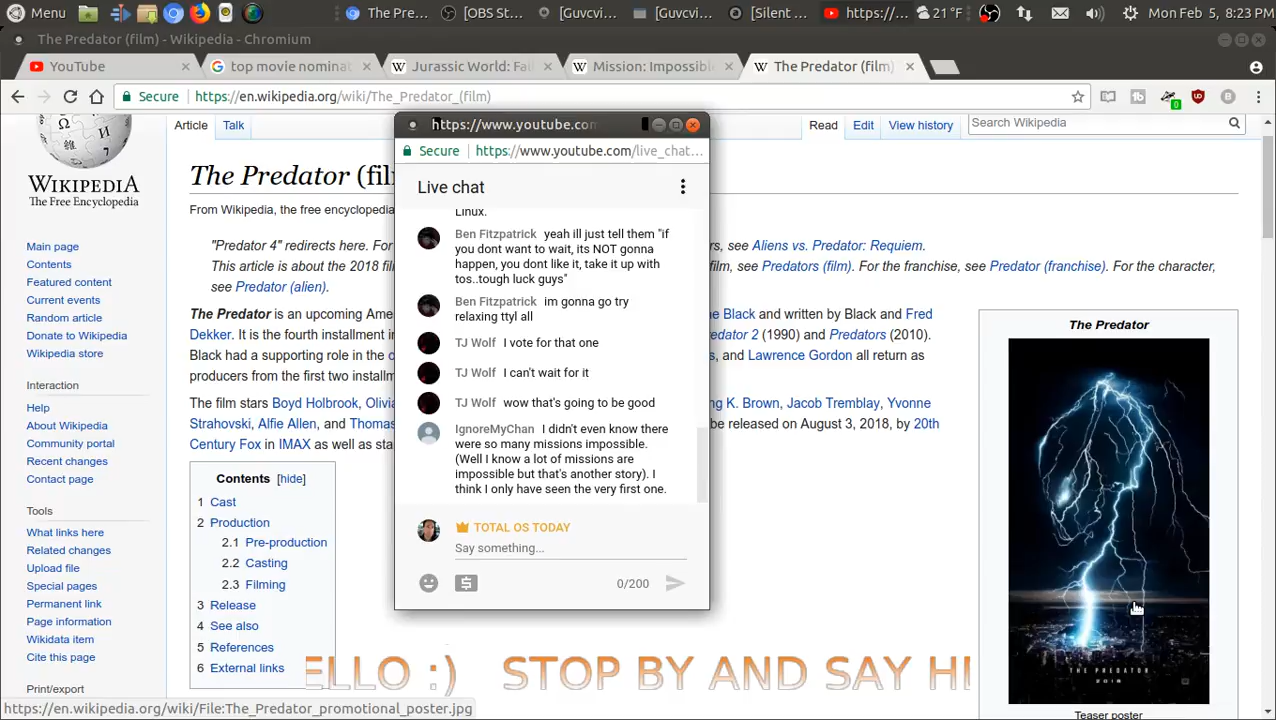 Menu
The Pre...
[OBS St...
[Guvcvi...
[Guvcvi...
[Silent ...
https:/...
21 °F
Mon Feb 5, 8:23 PM
The Predator (film) - Wikipedia - Chromium
YouTube
top movie nominat
Jurassic World: Fal
Mission: Impossibl
The Predator (film)
Secure
https://en.wikipedia.org/wiki/The_Predator_(film)
WIKIPEDIA
The Free Encyclopedia
Main page
Contents
Featured content
Current events
Random article
Donate to Wikipedia
Wikipedia store
Interaction
Help
About Wikipedia
Community portal
Recent changes
Contact page
Tools
What links here
Related changes
Upload file
Special pages
Permanent link
Page information
Wikidata item
Cite this page
Print/export
Article
Talk
Read
Edit
View history
Search Wikipedia
The Predator (fil
From Wikipedia, the free encyclopedia
"Predator 4" redirects here. For
rs, see Aliens vs. Predator: Requiem.
This article is about the 2018 fil
film, see Predators (film). For the franchise, see Predator (franchise). For the character,
see Predator (alien).
The Predator is an upcoming Ame
e Black and written by Black and Fred
Dekker. It is the fourth installment i
edator 2 (1990) and Predators (2010).
Black had a supporting role in the o
s, and Lawrence Gordon all return as
producers from the first two install
The film stars Boyd Holbrook, Olivi
ng K. Brown, Jacob Tremblay, Yvonne
Strahovski, Alfie Allen, and Thomas
be released on August 3, 2018, by 20th
Century Fox in IMAX as well as sta
Contents [hide]
1 Cast
2 Production
2.1 Pre-production
2.2 Casting
2.3 Filming
3 Release
4 See also
5 References
6 External links
https://www.youtube.com
Secure
https://www.youtube.com/live_chat...
Live chat
Linux.
Ben Fitzpatrick yeah ill just tell them "if
you dont want to wait, its NOT gonna
happen, you dont like it, take it up with
tos..tough luck guys"
Ben Fitzpatrick im gonna go try
relaxing ttyl all
TJ Wolf I vote for that one
TJ Wolf I can't wait for it
TJ Wolf wow that's going to be good
IgnoreMyChan I didn't even know there
were so many missions impossible.
(Well I know a lot of missions are
impossible but that's another story). I
think I only have seen the very first one.
TOTAL OS TODAY
Say something...
0/200
The Predator
THE PREDATOR
2018
Teaser poster
ELLO :) STOP BY AND SAY HI
https://en.wikipedia.org/wiki/File:The_Predator_promotional_poster.jpg